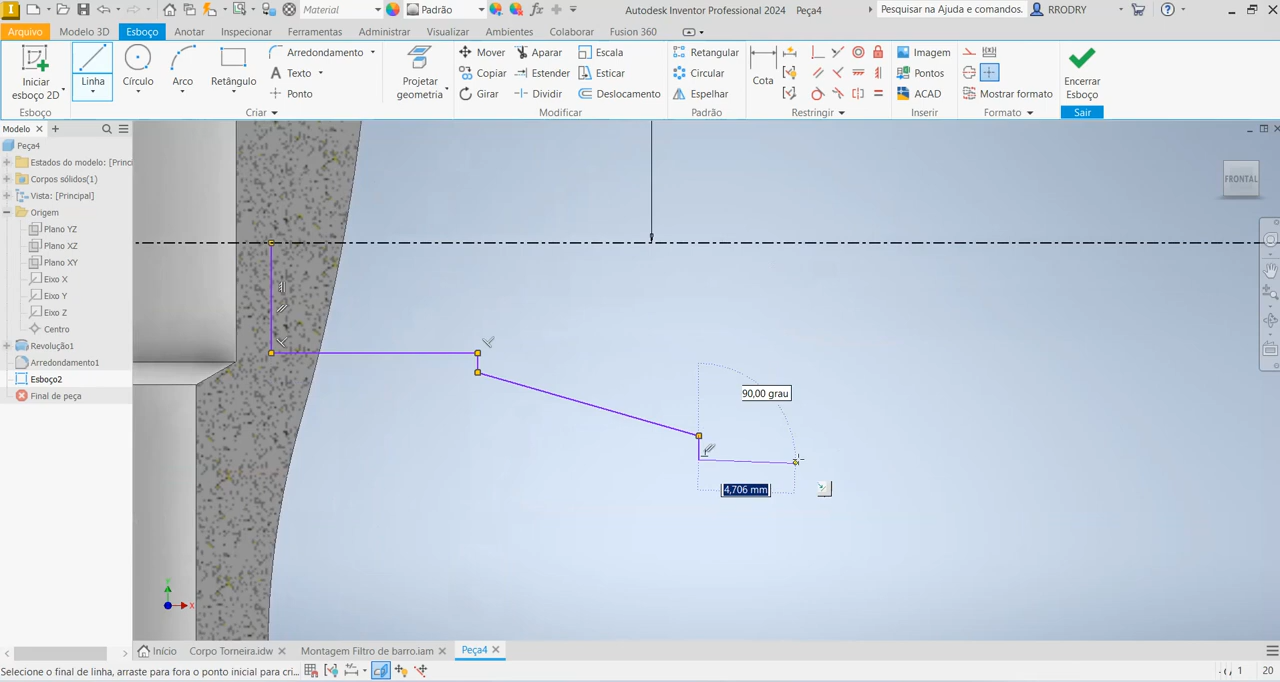 Material
Padrão
Autodesk Inventor Professional 2024 Peça4
Pesquisar na Ajuda e comandos.
RRODRY
Arquivo Modelo 3D Esboço Anotar Inspecionar Ferramentas Administrar Visualizar Ambientes Colaborar Fusion 360
Iniciar
esboço 2D
Linha
Círculo
Arco
Retângulo
Arredondamento
Texto
Ponto
Projetar
geometria
Mover Aparar Escala
Copiar Estender Esticar
Girar Dividir Deslocamento
Retangular
Circular
Espelhar
Cota
Imagem
Pontos
ACAD
Mostrar formato
Encerrar
Esboço
Esboço Criar Modificar Padrão Restringir Inserir Formato Sair
Modelo
Peça4
Estados do modelo: [Princ
Corpos sólidos(1)
Vista: [Principal]
Origem
Plano YZ
Plano XZ
Plano XY
Eixo X
Eixo Y
Eixo Z
Centro
Revolução1
Arredondamento1
Esboço2
Final de peça
FRONTAL
90,00 grau
4,706 mm
Y
X
Início Corpo Torneira.idw Montagem Filtro de barro.iam Peça4
Selecione o final de linha, arraste para fora o ponto inicial para cri...
1 20